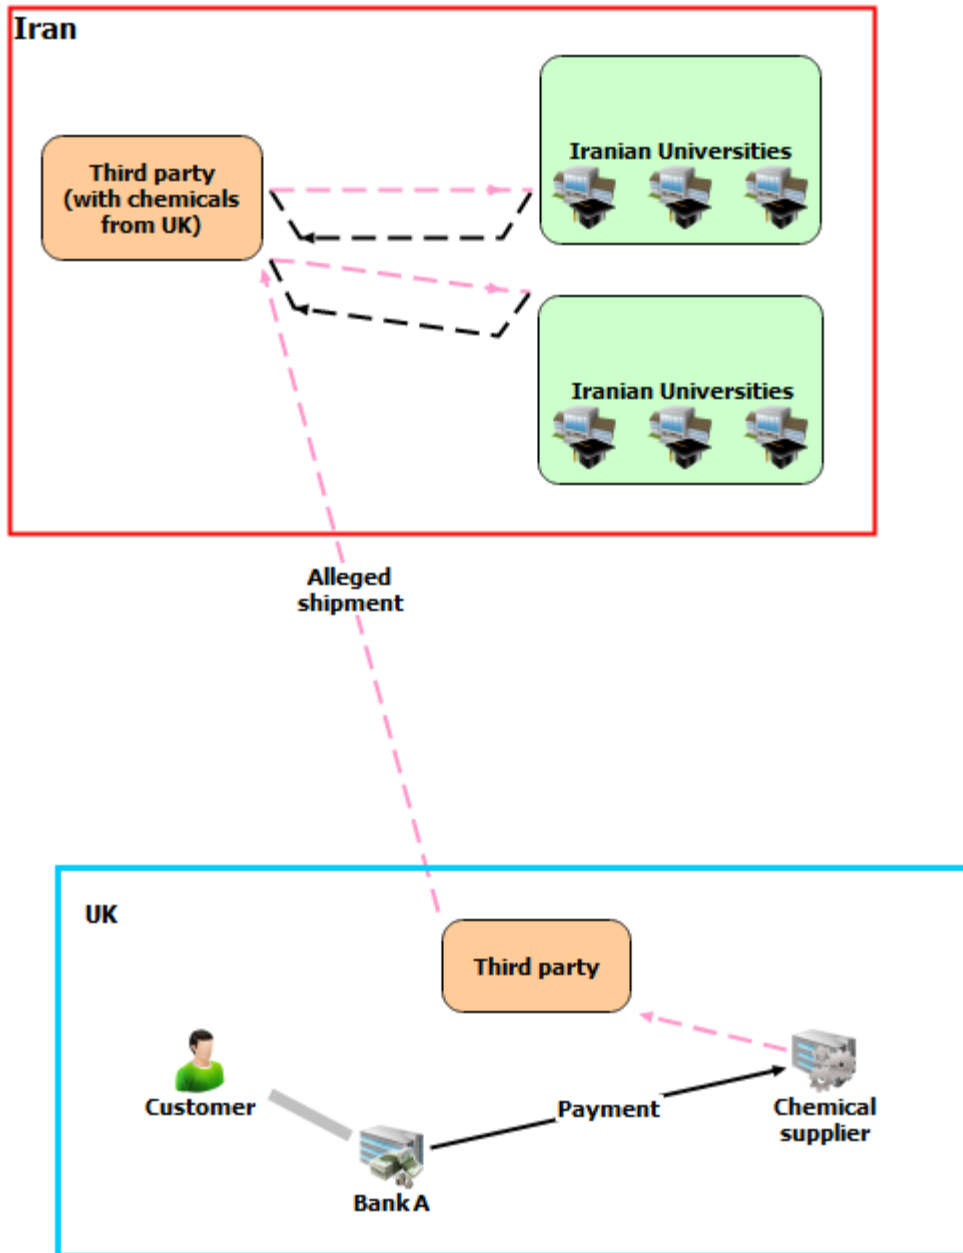 Iran
Third party
(with chemicals
from UK)
Iranian Universities
Iranian Universities
Alleged
shipment
UK
Third party
Customer
Payment
Chemical
supplier
Bank A